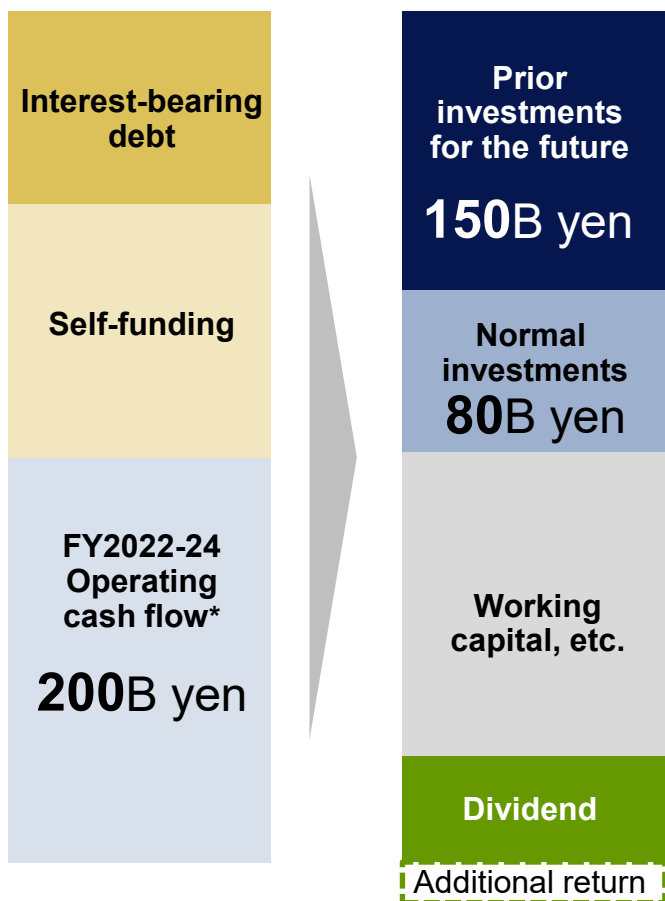 Interest-bearing
debt
Self-funding
FY2022-24
Operating
cash flow*
200B yen
Prior
investments
for the future
150B yen
Normal
investments
80B yen
Working
capital, etc.
Dividend
Additional return